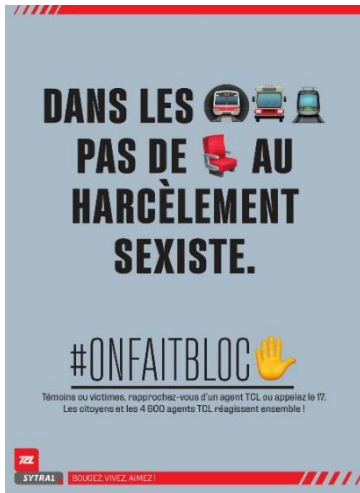 DANS LES 🚇🚌🚊
PAS DE 💺 AU
HARCÈLEMENT
SEXISTE.
#ONFAITBLOC✋
Témoins ou victimes, rapprochez-vous d'un agent TCL ou appelez le 17.
Les citoyens et les 4 600 agents TCL réagissent ensemble !
TCL
SYTRAL BOUGEZ, VIVEZ, AIMEZ !